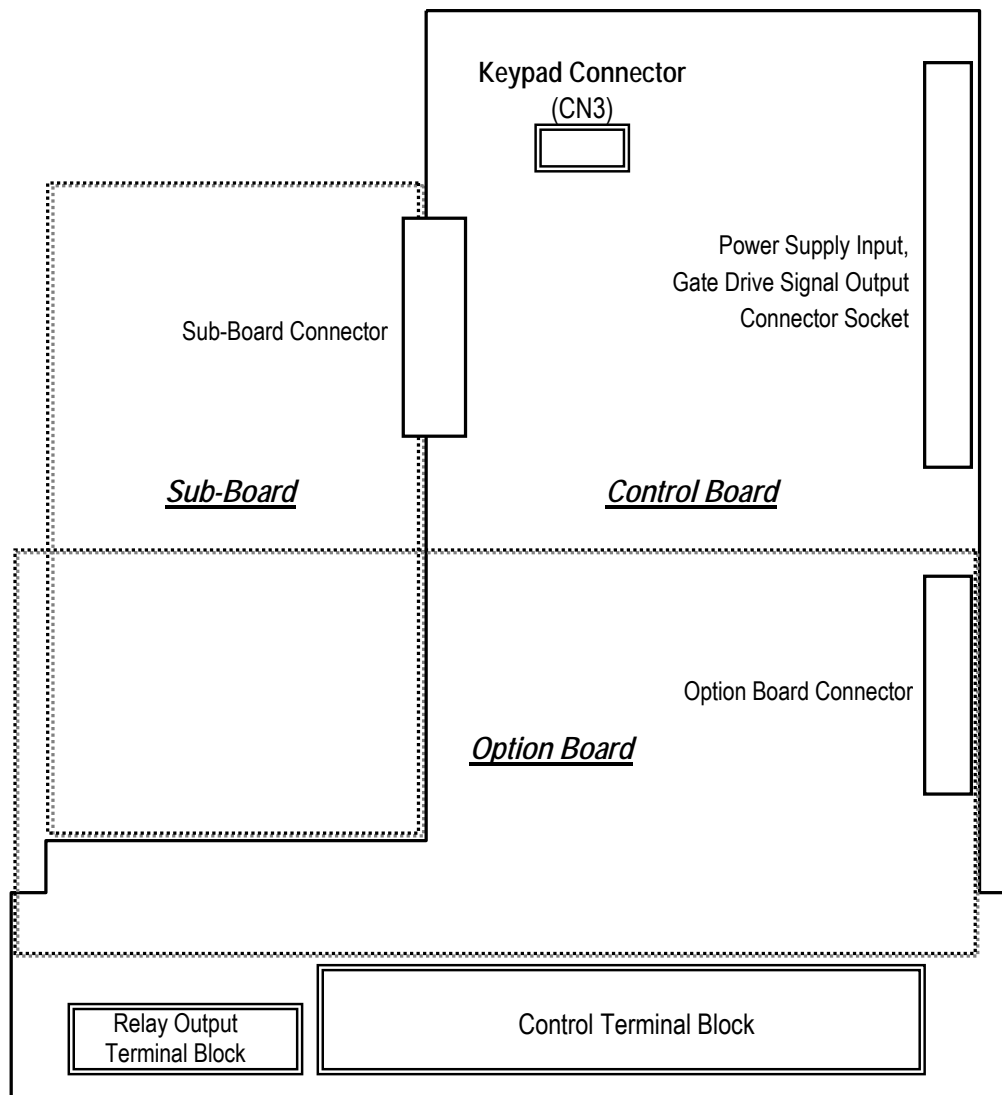 Keypad Connector
(CN3)
Power Supply Input,
Gate Drive Signal Output
Connector Socket
Sub-Board Connector
Sub-Board
Control Board
Option Board Connector
Option Board
Relay Output
Terminal Block
Control Terminal Block